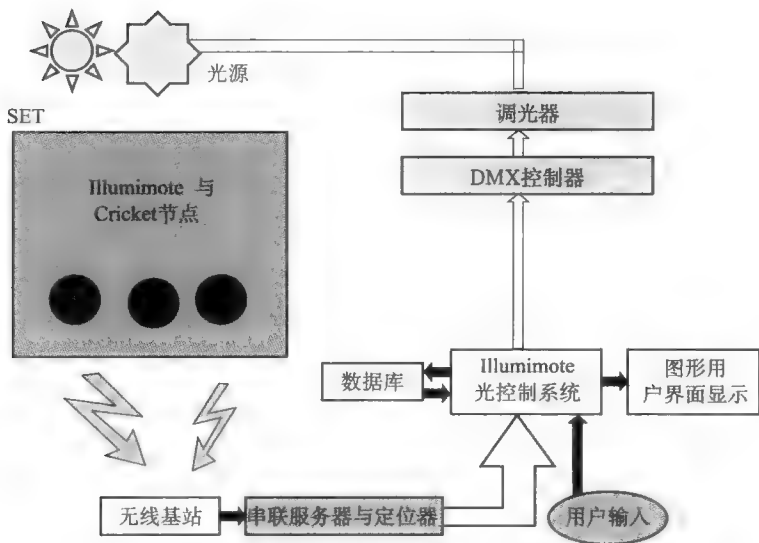 光源
SET
调光器
Illumimote 与
Cricket节点
DMX控制器
数据库
Illumimote
光控制系统
图形用
户界面显示
无线基站
串联服务器与定位器
用户输入